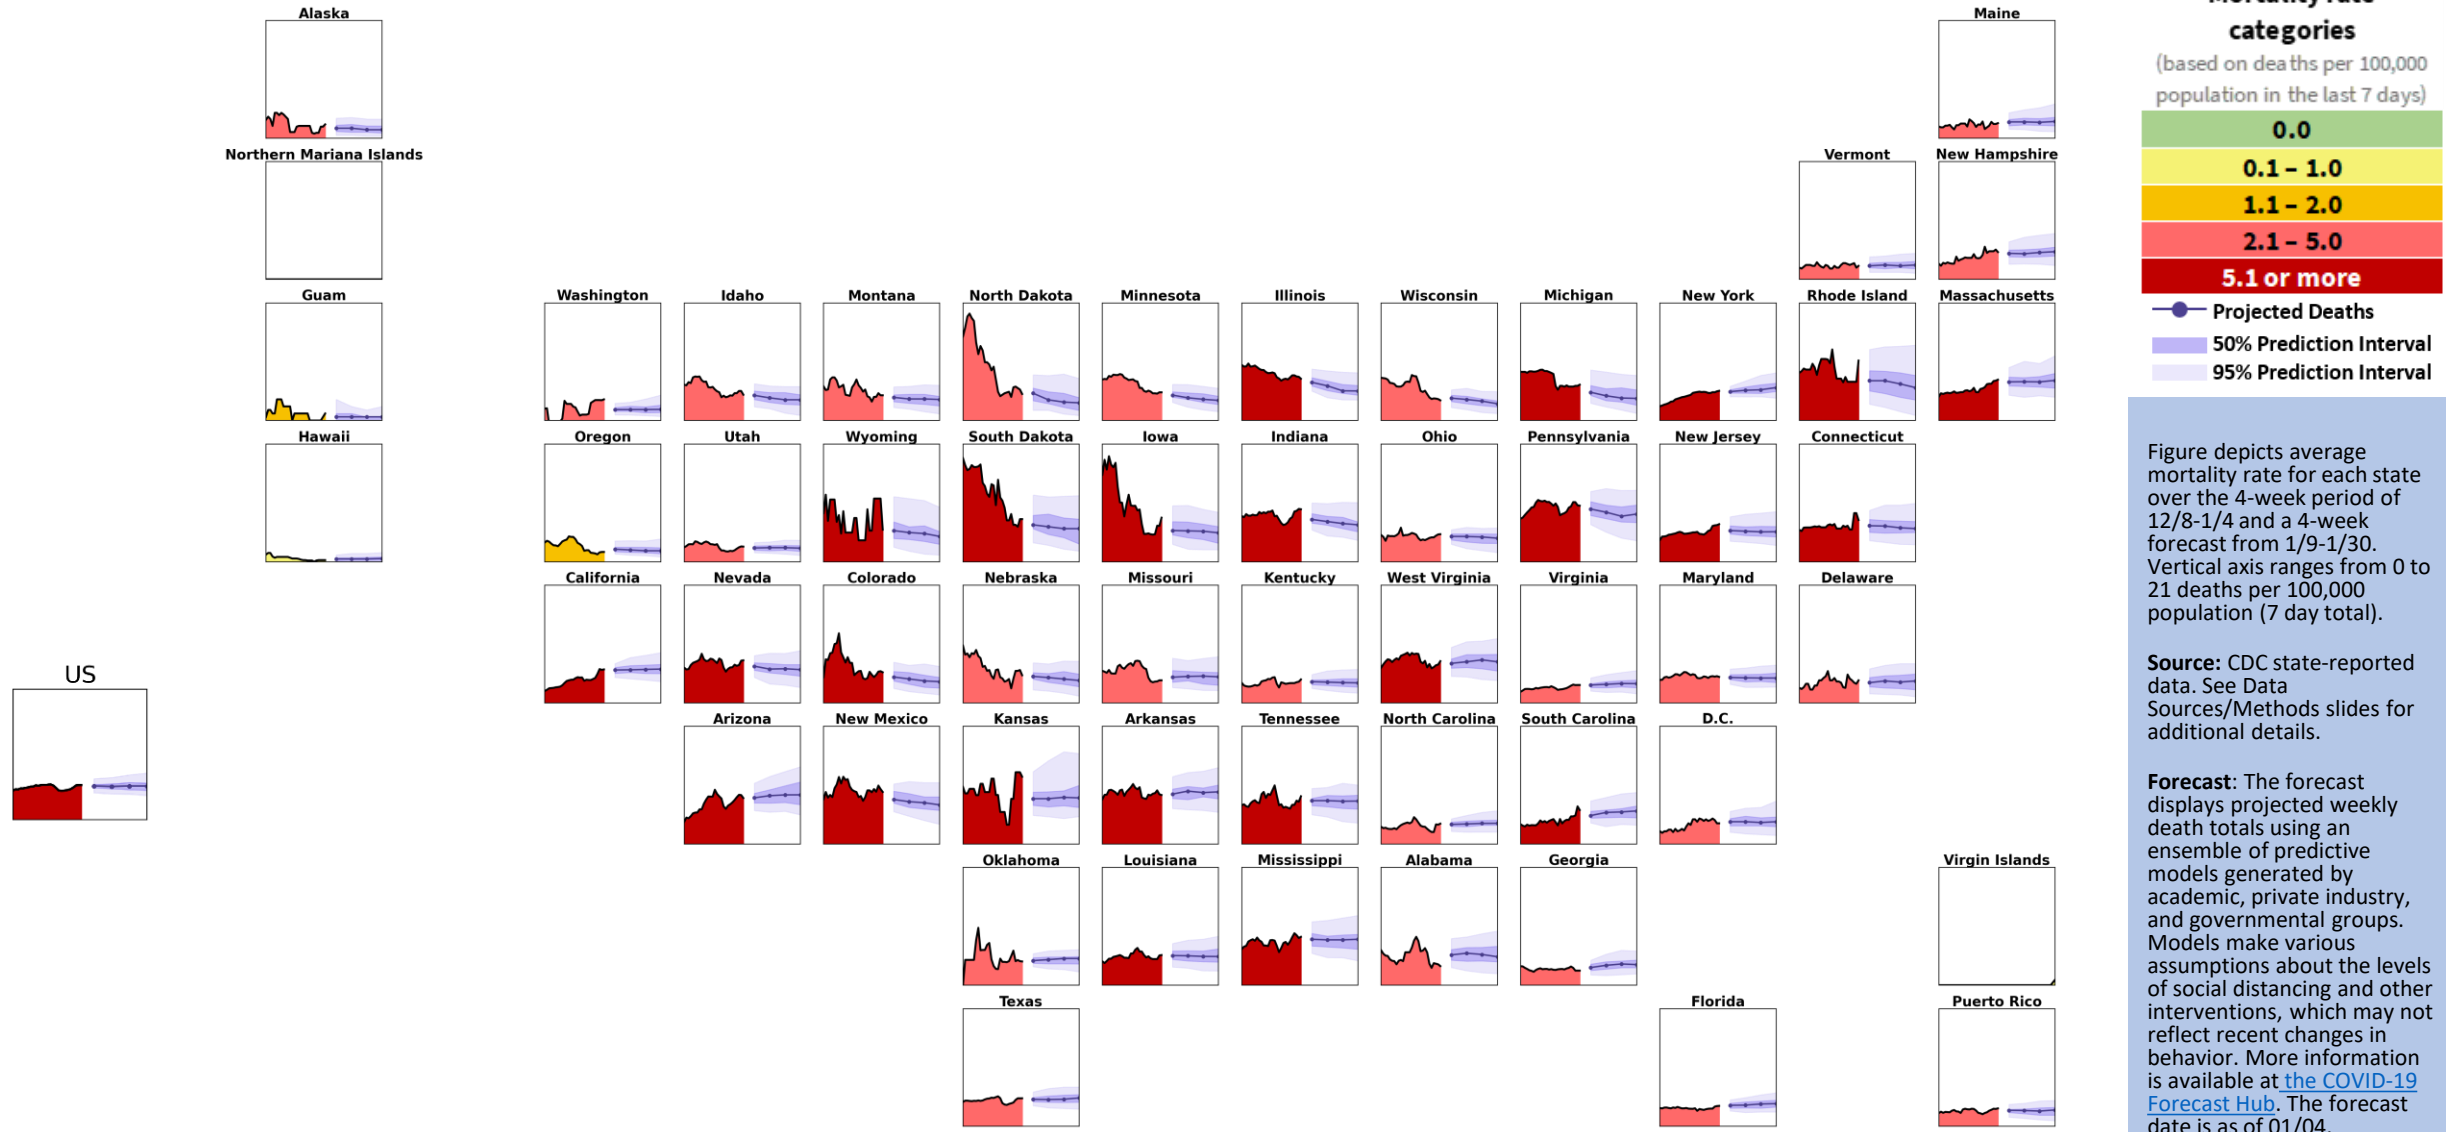 Alaska
Maine
Mortality rate
categories
(based on deaths per 100,000
population in the last 7 days)
0.0
0.1 – 1.0
1.1 – 2.0
2.1 – 5.0
5.1 or more
Projected Deaths
50% Prediction Interval
95% Prediction Interval
Northern Mariana Islands
Vermont
New Hampshire
Guam
Washington
Idaho
Montana
North Dakota
Minnesota
Illinois
Wisconsin
Michigan
New York
Rhode Island
Massachusetts
Hawaii
Oregon
Utah
Wyoming
South Dakota
Iowa
Indiana
Ohio
Pennsylvania
New Jersey
Connecticut
California
Nevada
Colorado
Nebraska
Missouri
Kentucky
West Virginia
Virginia
Maryland
Delaware
US
Arizona
New Mexico
Kansas
Arkansas
Tennessee
North Carolina
South Carolina
D.C.
Oklahoma
Louisiana
Mississippi
Alabama
Georgia
Virgin Islands
Texas
Florida
Puerto Rico
Figure depicts average
mortality rate for each state
over the 4-week period of
12/8-1/4 and a 4-week
forecast from 1/9-1/30.
Vertical axis ranges from 0 to
21 deaths per 100,000
population (7 day total).
Source: CDC state-reported
data. See Data
Sources/Methods slides for
additional details.
Forecast: The forecast
displays projected weekly
death totals using an
ensemble of predictive
models generated by
academic, private industry,
and governmental groups.
Models make various
assumptions about the levels
of social distancing and other
interventions, which may not
reflect recent changes in
behavior. More information
is available at the COVID-19
Forecast Hub. The forecast
date is as of 01/04.